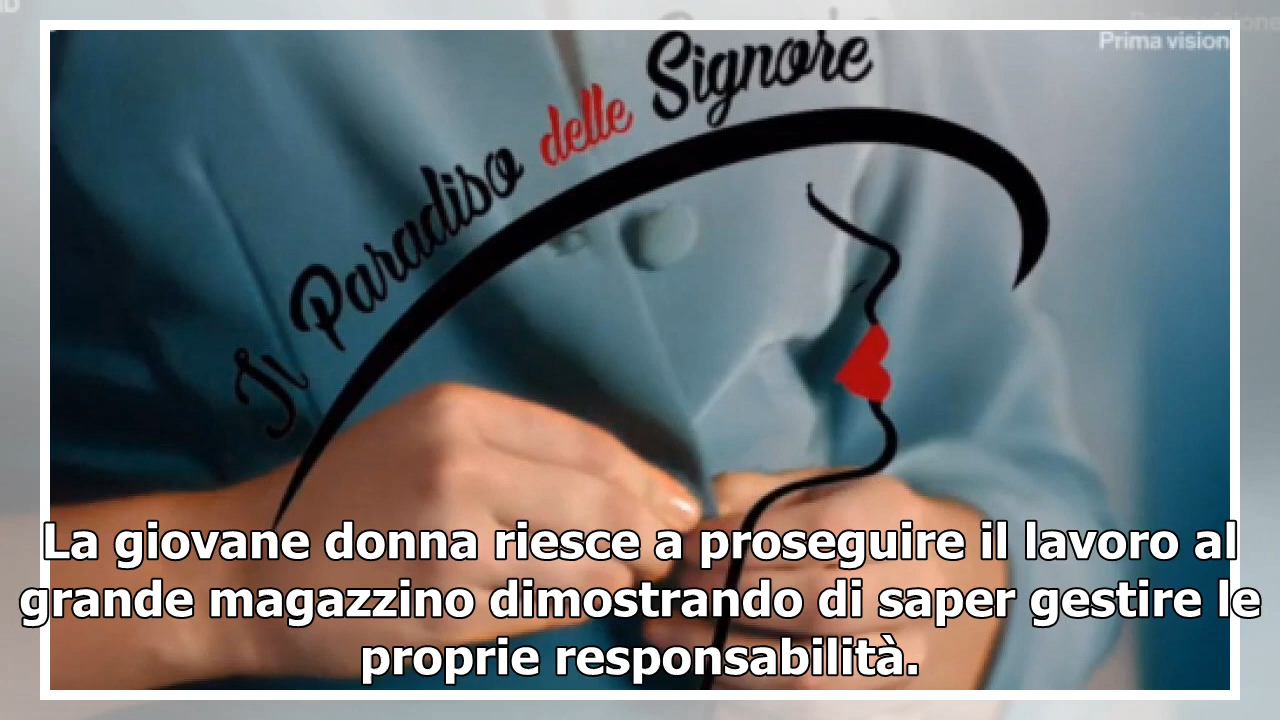 Prima vision
Il Paradiso delle Signore
La giovane donna riesce a proseguire il lavoro al
grande magazzino dimostrando di saper gestire le
proprie responsabilità.